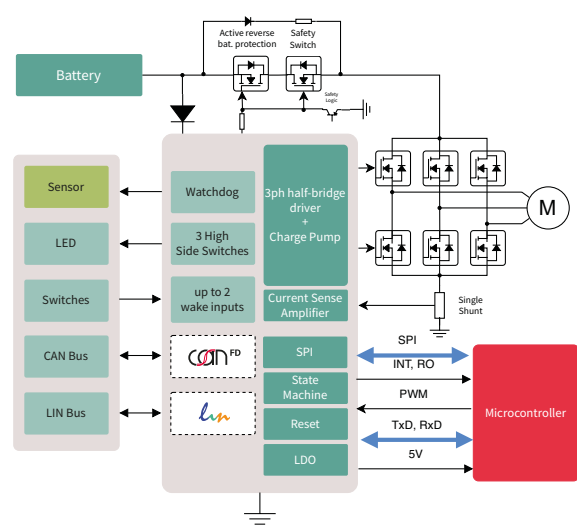 Active reverse
bat. protection
Safety
Switch
Battery
Safety
Logic
Sensor
LED
Switches
CAN Bus
LIN Bus
Watchdog
3 High
Side Switches
up to 2
wake inputs
CAN FD
lin
3ph half-bridge
driver
+
Charge Pump
Current Sense
Amplifier
SPI
State
Machine
Reset
LDO
M
Single
Shunt
SPI
INT, RO
PWM
TxD, RxD
5V
Microcontroller